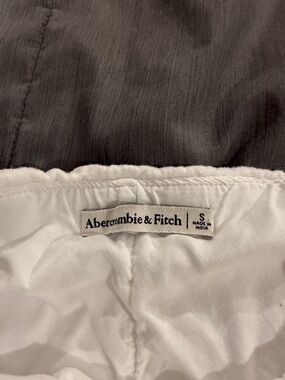 Abercrombie & Fitch
S
MADE IN
INDIA